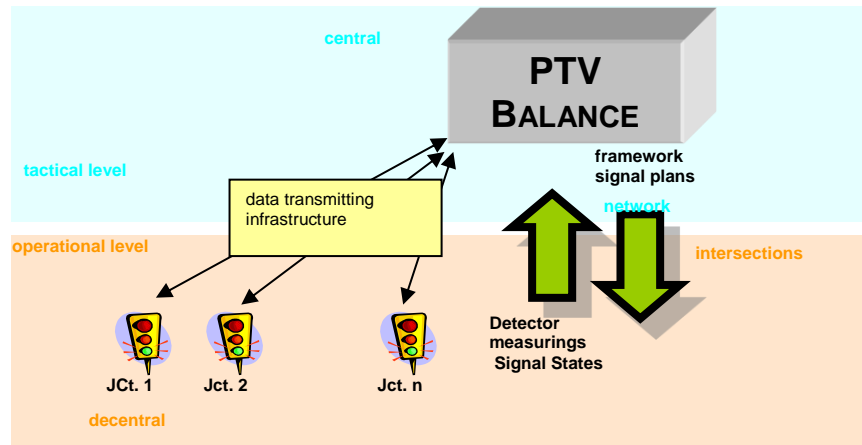 central
PTV
BALANCE
framework
signal plans
tactical level
data transmitting
infrastructure
network
operational level
intersections
Detector
measurings
Signal States
JCt. 1
Jct. 2
Jct. n
decentral